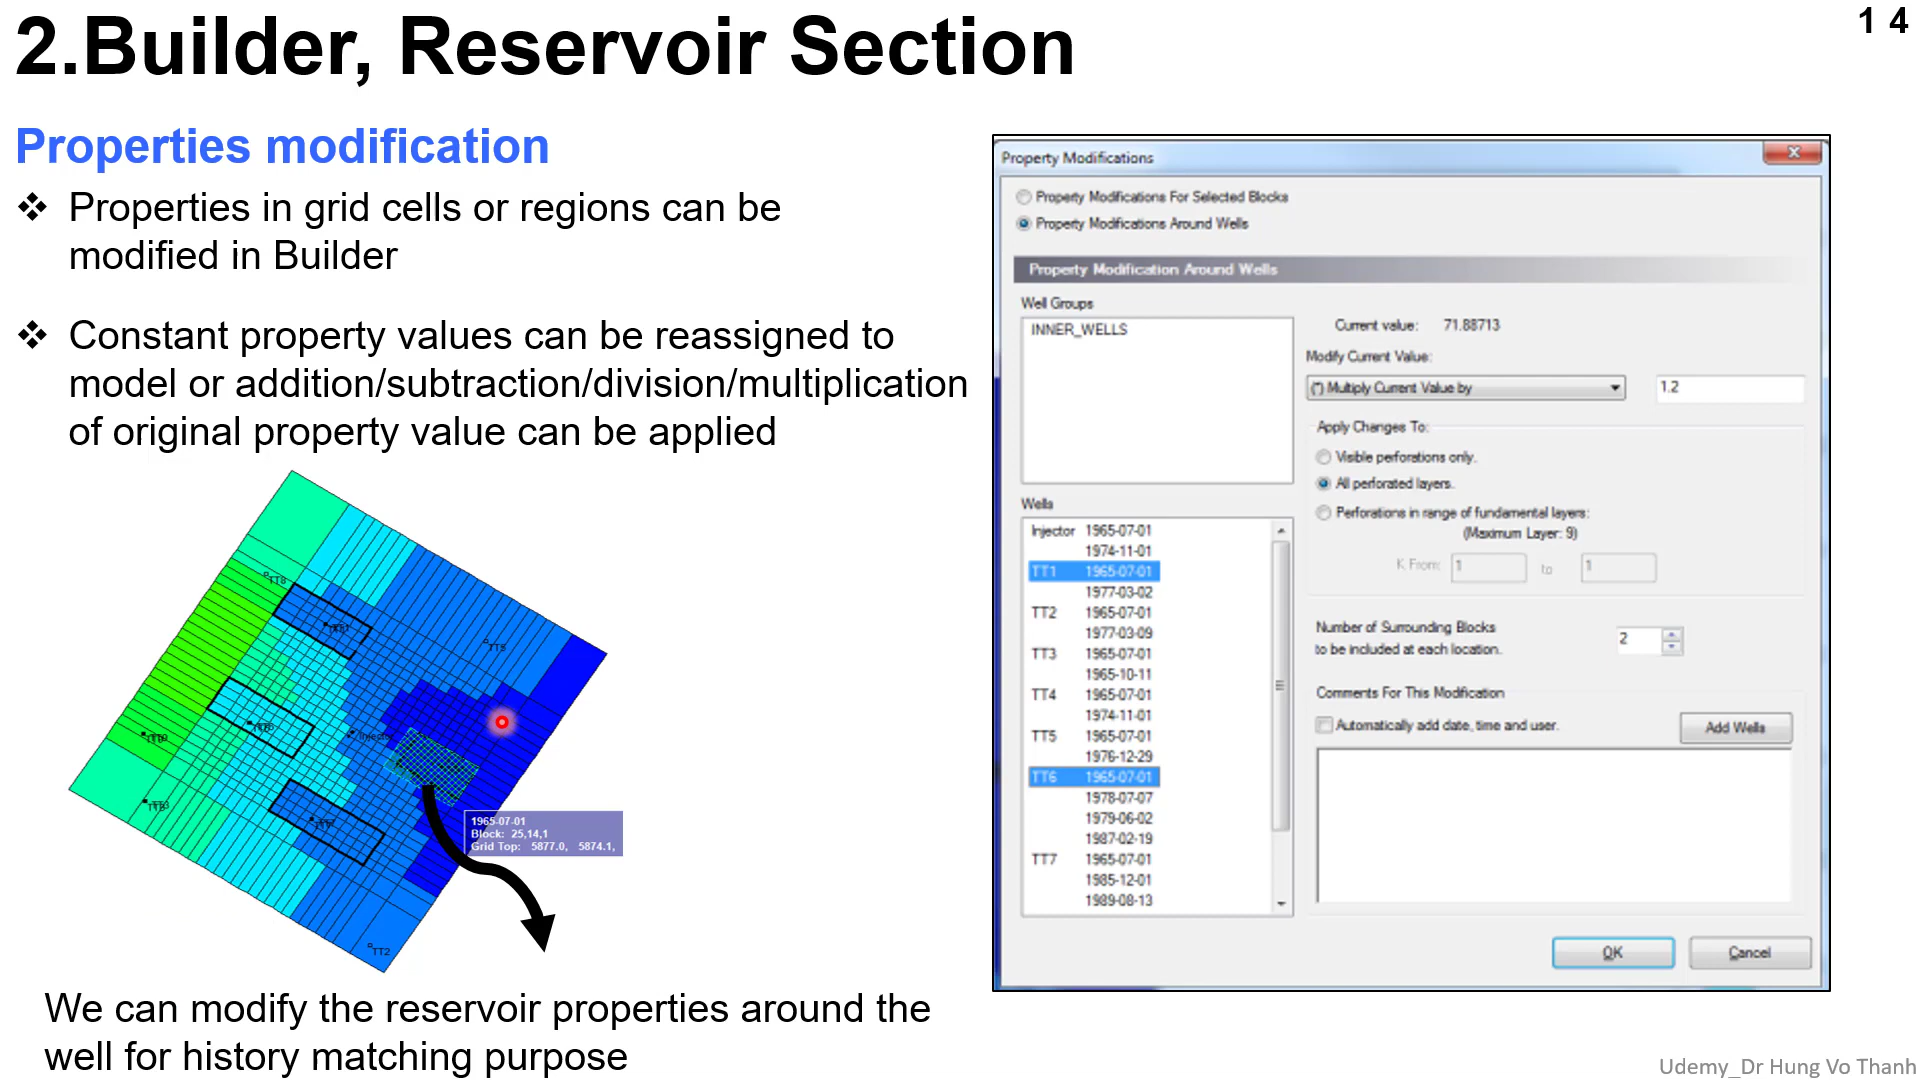 2.Builder, Reservoir Section
1 4
Properties modification
❖ Properties in grid cells or regions can be
modified in Builder
❖ Constant property values can be reassigned to
model or addition/subtraction/division/multiplication
of original property value can be applied
TT8
TT5
Injector
TT2
1965-07-01
Block: 25,14,1
Grid Top: 5877.0, 5874.1,
We can modify the reservoir properties around the
well for history matching purpose
Property Modifications
Property Modifications For Selected Blocks
Property Modifications Around Wells
Property Modification Around Wells
Well Groups
INNER_WELLS
Current value: 71.88713
Modify Current Value:
(*) Multiply Current Value by 1.2
Apply Changes To:
Visible perforations only.
All perforated layers.
Perforations in range of fundamental layers:
(Maximum Layer: 9)
K From: 1 to 1
Number of Surrounding Blocks
to be included at each location. 2
Comments For This Modification
Automatically add date, time and user.
Add Wells
Wells
Injector 1965-07-01
1974-11-01
TT1 1965-07-01
1977-03-02
TT2 1965-07-01
1977-03-09
TT3 1965-07-01
1965-10-11
TT4 1965-07-01
1974-11-01
TT5 1965-07-01
1976-12-29
TT6 1965-07-01
1978-07-07
1979-06-02
1987-02-19
TT7 1965-07-01
1985-12-01
1989-08-13
OK
Cancel
Udemy_Dr Hung Vo Thanh